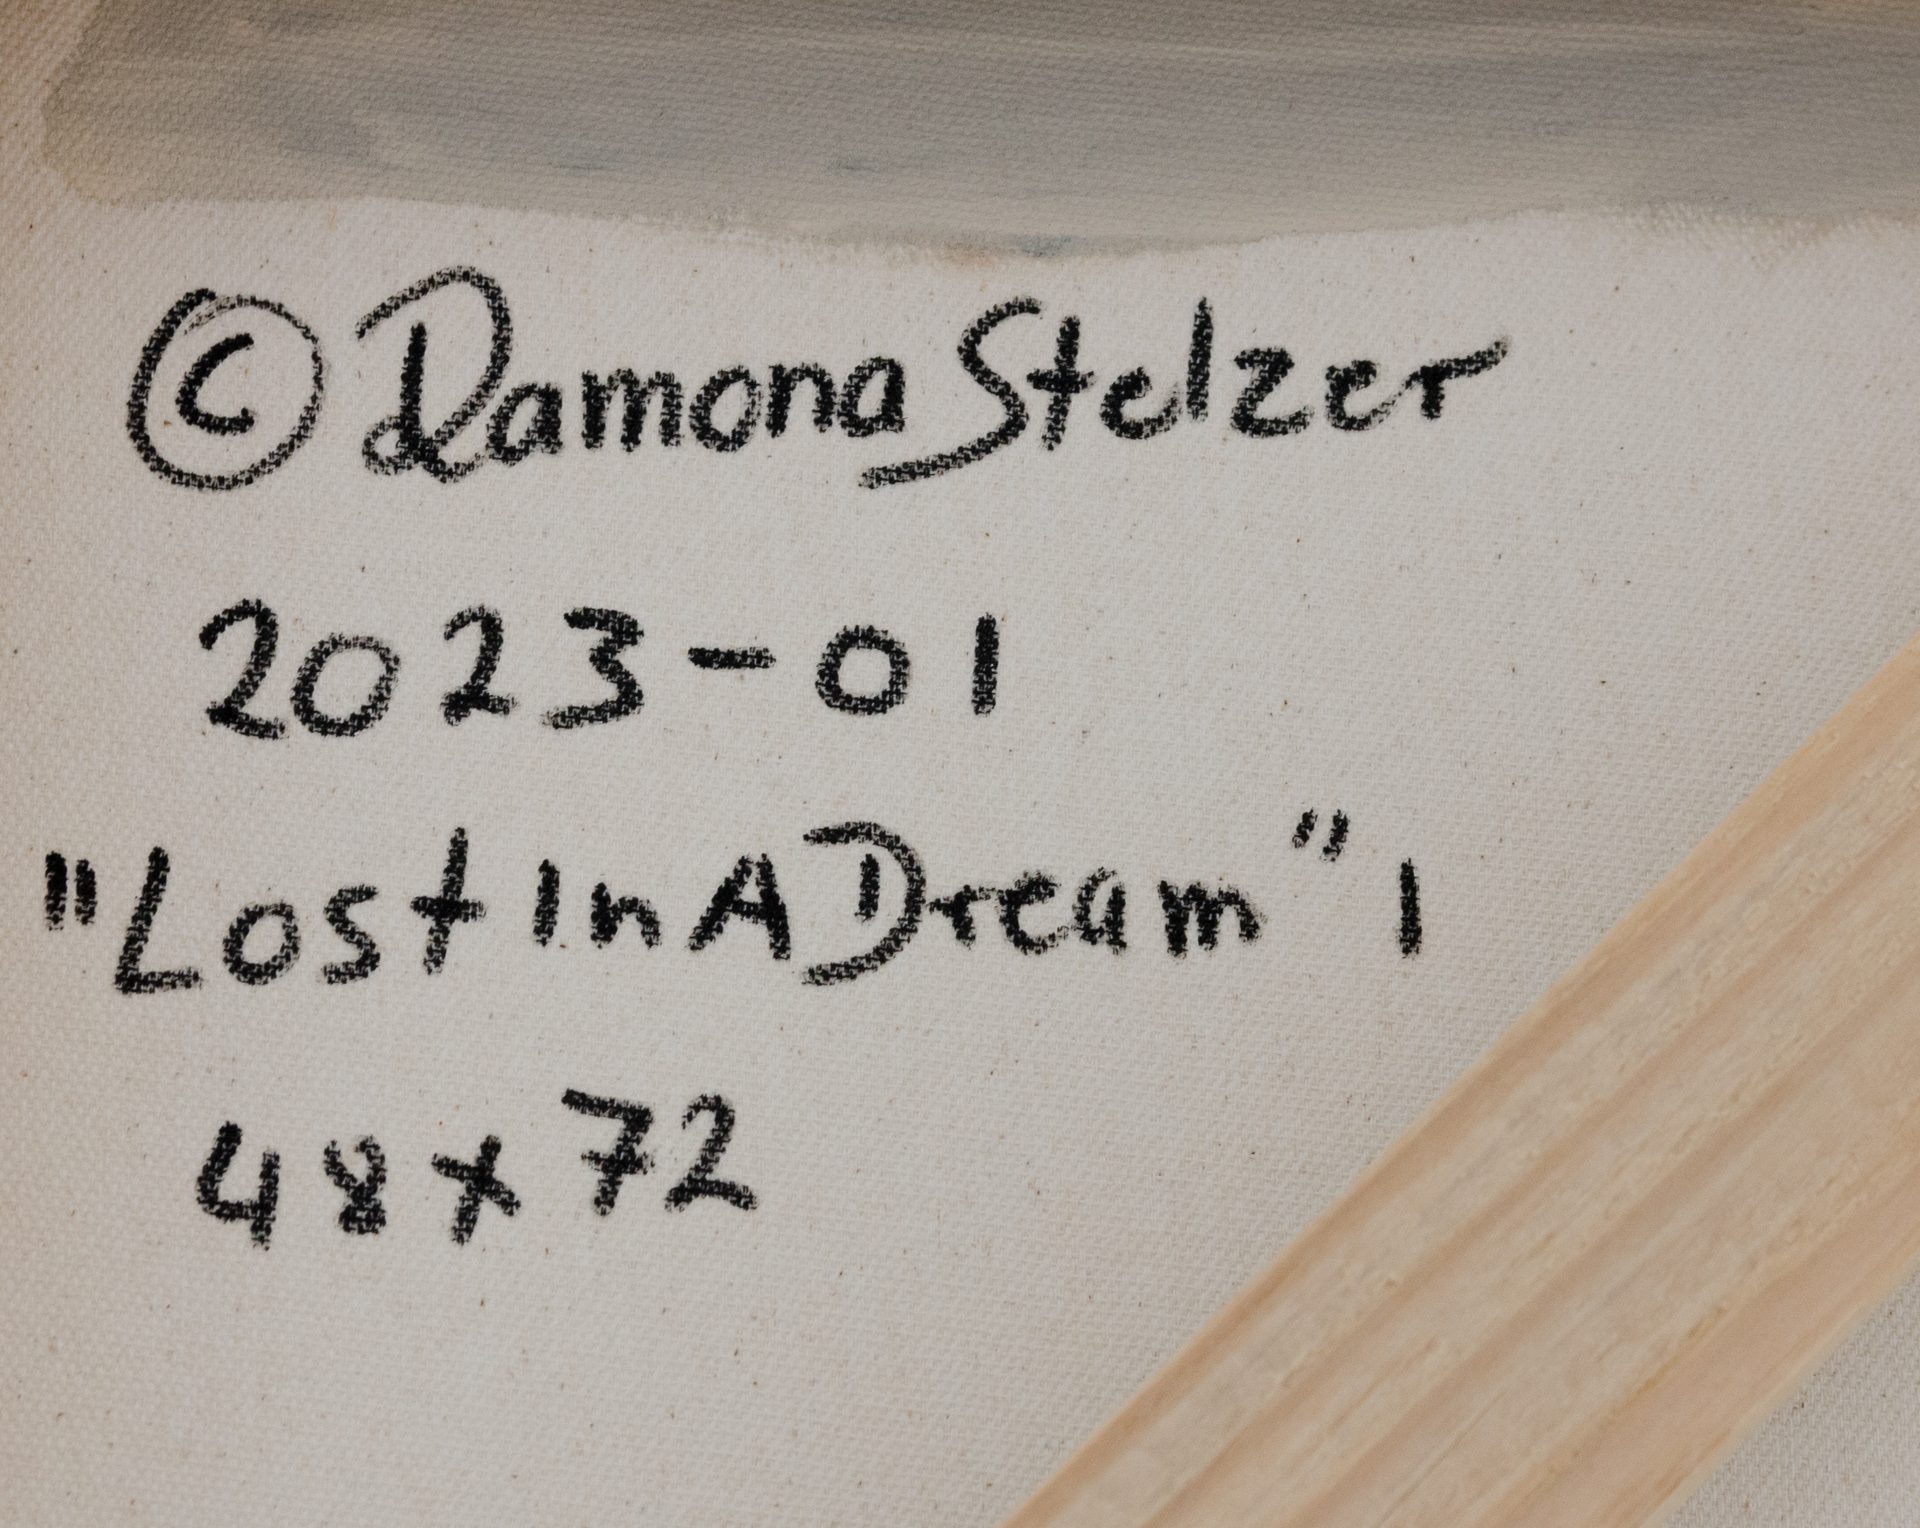 © Ramona Stelzer
2023-01
"Lost In A Dream" 1
48x72